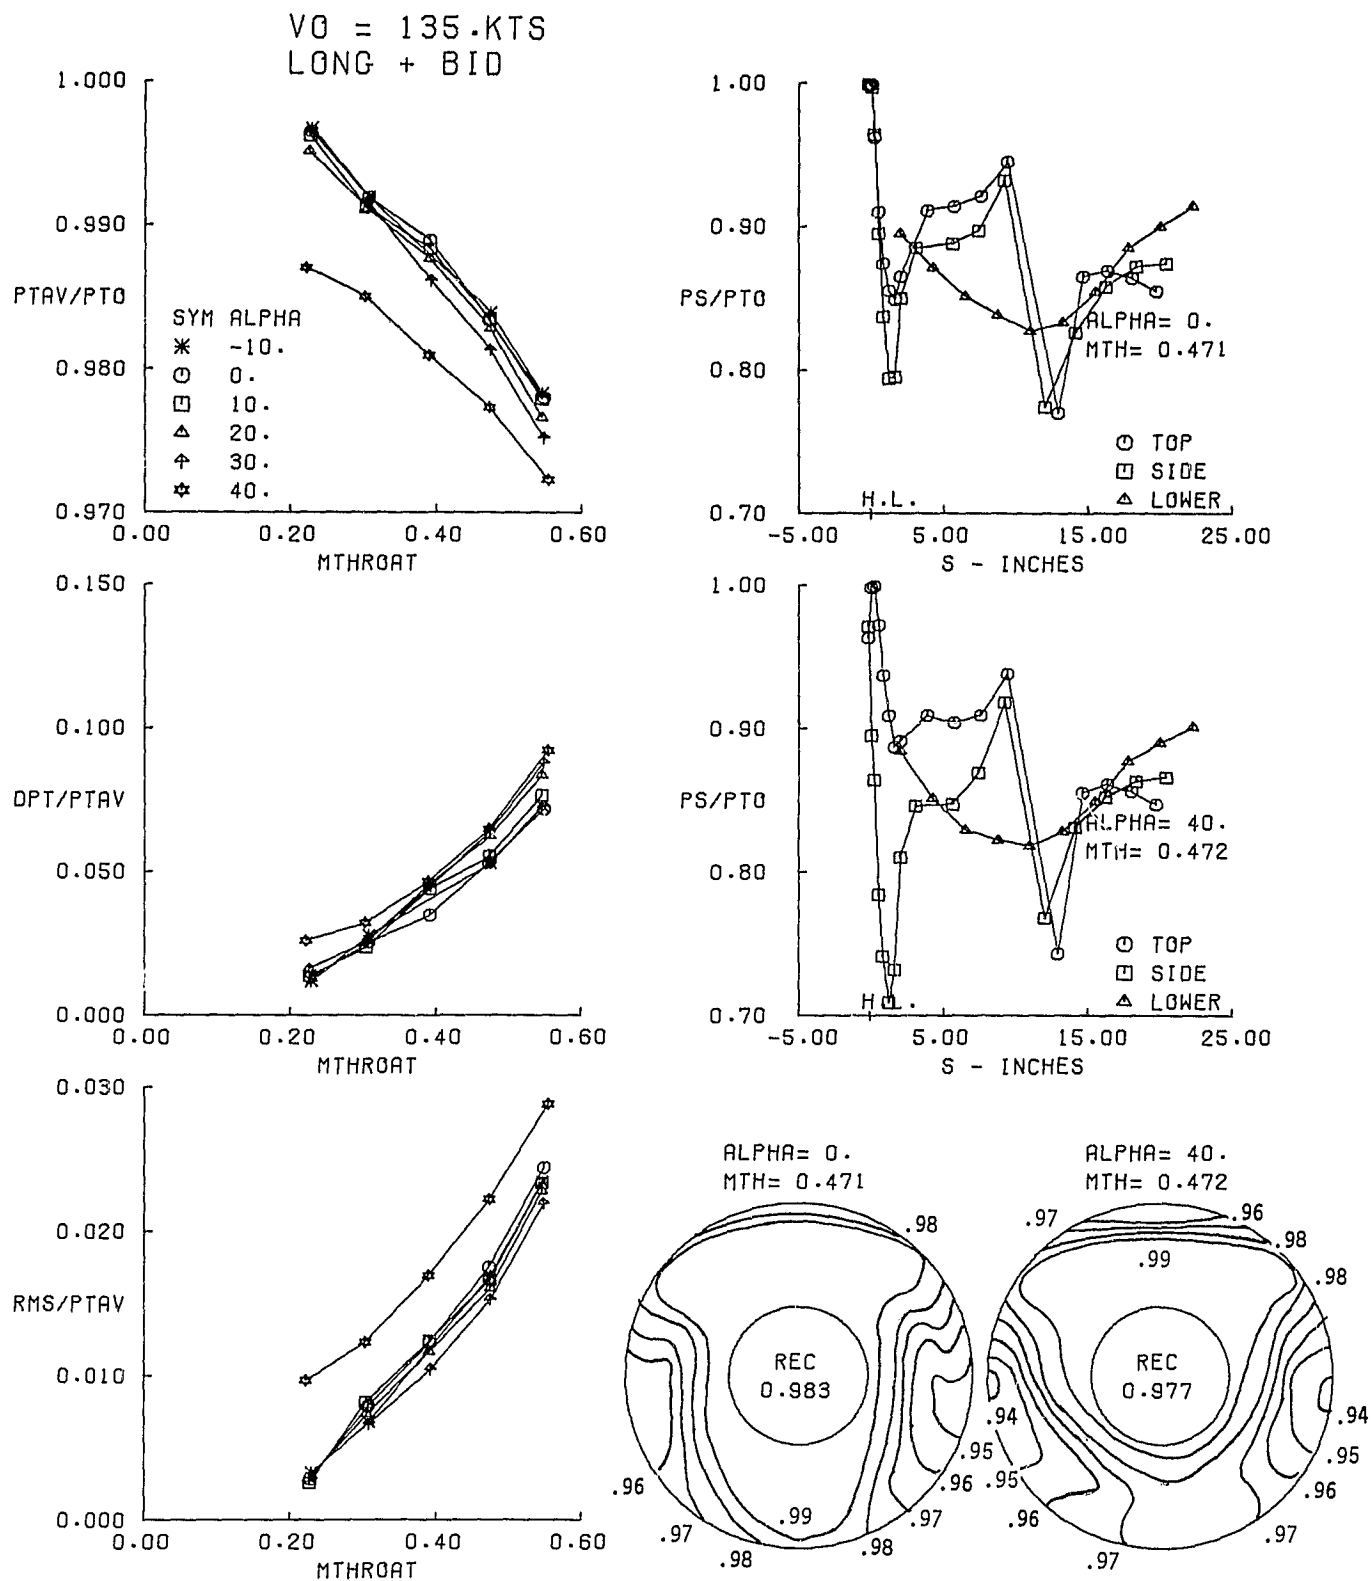 VO = 135.KTS
LONG + BID
1.000
0.990
PTAV/PTO
0.980
0.970
SYM ALPHA
-10.
0.
10.
20.
30.
40.
0.00 0.20 0.40 0.60
MTHROAT
1.00
0.90
PS/PTO
0.80
0.70
ALPHA= 0.
MTH= 0.471
TOP
SIDE
LOWER
H.L.
-5.00 5.00 15.00 25.00
S - INCHES
0.150
0.100
DPT/PTAV
0.050
0.000
0.00 0.20 0.40 0.60
MTHROAT
1.00
0.90
PS/PTO
0.80
0.70
ALPHA= 40.
MTH= 0.472
TOP
SIDE
LOWER
H.L.
-5.00 5.00 15.00 25.00
S - INCHES
0.030
0.020
RMS/PTAV
0.010
0.000
0.00 0.20 0.40 0.60
MTHROAT
ALPHA= 0.
MTH= 0.471
.98
REC
0.983
.95
.96
.96
.99
.97
.97
.98
.98
ALPHA= 40.
MTH= 0.472
.97
.96
.98
.99
.98
REC
0.977
.94
.94
.95
.95
.96
.96
.97
.97